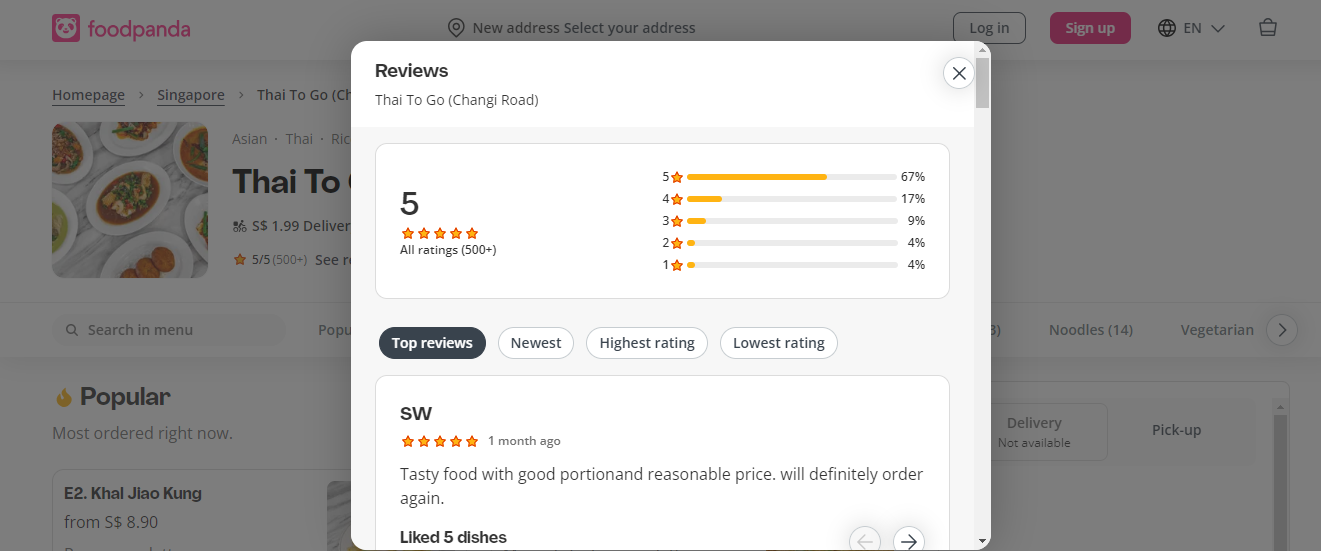 foodpanda
New address Select your address
Log in
Sign up
EN
Homepage
Singapore
Thai To Go (Ch
Asian · Thai · Ric
Thai To
S$ 1.99 Deliver
5/5 (500+) See re
Reviews
Thai To Go (Changi Road)
5
All ratings (500+)
5 67%
4 17%
3 9%
2 4%
1 4%
Search in menu
Popu
3)
Noodles (14)
Vegetarian
Top reviews
Newest
Highest rating
Lowest rating
Popular
Most ordered right now.
E2. Khal Jiao Kung
from S$ 8.90
SW
1 month ago
Tasty food with good portionand reasonable price. will definitely order
again.
Liked 5 dishes
Delivery
Not available
Pick-up